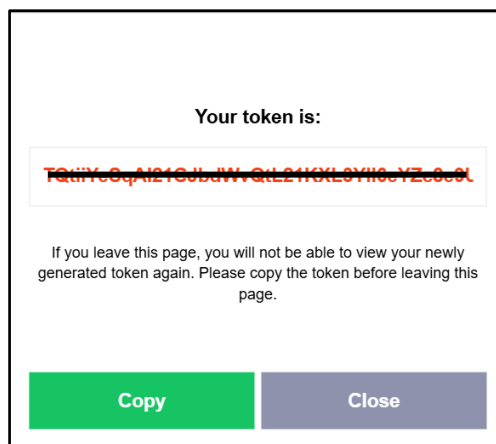 Your token is:
If you leave this page, you will not be able to view your newly
generated token again. Please copy the token before leaving this
page.
Copy
Close